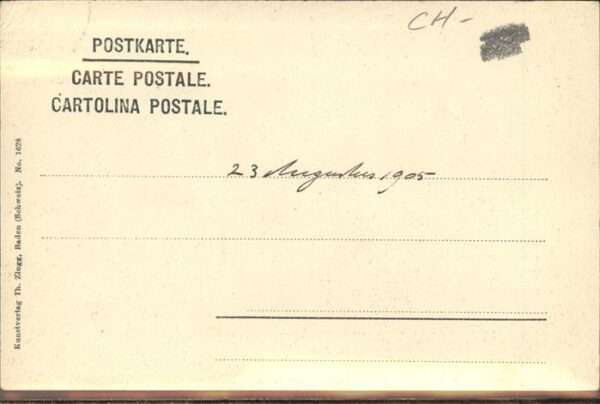 CH-
POSTKARTE.
CARTE POSTALE.
CARTOLINA POSTALE.
23 Augustus 1905
Kunstverlag Th. Zingg, Baden (Schweiz). No. 1628